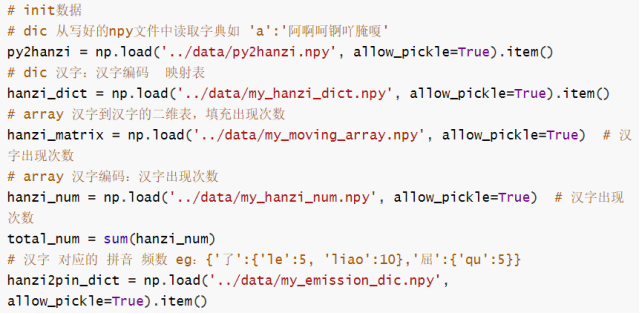 # init数据
# dic 从写好的npy文件中读取字典如 'a':'阿啊呵锕吖腌嘎'
py2hanzi = np.load('../data/py2hanzi.npy', allow_pickle=True).item()
# dic 汉字：汉字编码  映射表
hanzi_dict = np.load('../data/my_hanzi_dict.npy', allow_pickle=True).item()
# array 汉字到汉字的二维表，填充出现次数
hanzi_matrix = np.load('../data/my_moving_array.npy', allow_pickle=True)  # 汉
字出现次数
# array 汉字编码：汉字出现次数
hanzi_num = np.load('../data/my_hanzi_num.npy', allow_pickle=True)  # 汉字出现
次数
total_num = sum(hanzi_num)
# 汉字 对应的 拼音 频数 eg：{'了':{'le':5, 'liao':10},'屈':{'qu':5}}
hanzi2pin_dict = np.load('../data/my_emission_dic.npy',
allow_pickle=True).item()